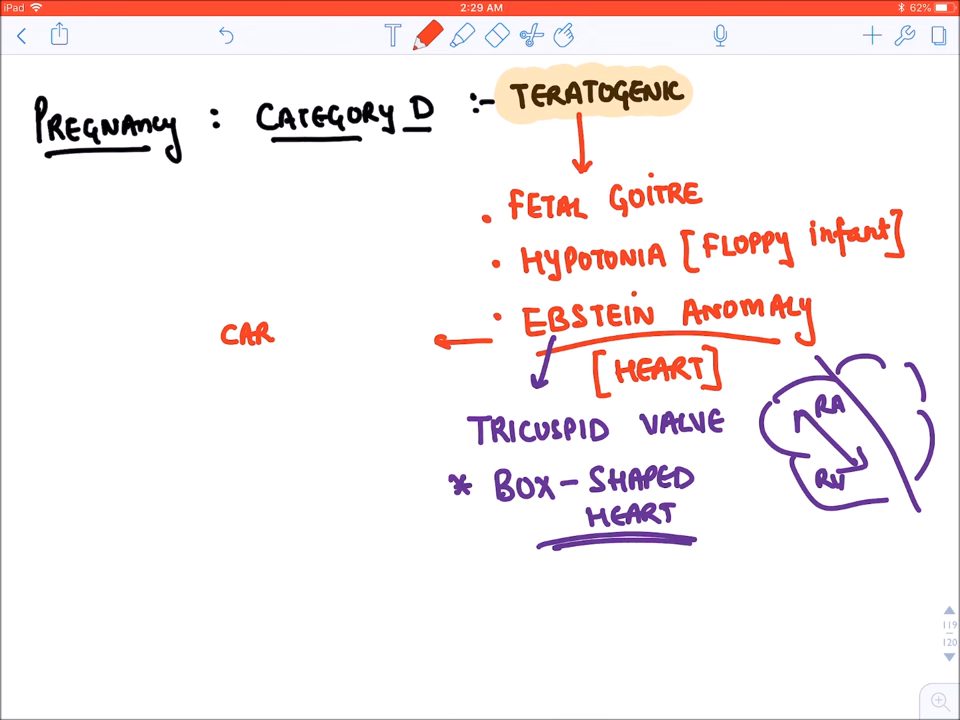 iPad 2:29 AM 62%
T
PREGNANCY : CATEGORY D :- TERATOGENIC
• FETAL GOITRE
• HYPOTONIA [FLOPPY infant]
• EBSTEIN ANOMALY
CAR
[HEART]
TRICUSPID VALVE
RA
RV
* BOX-SHAPED
HEART
119
120